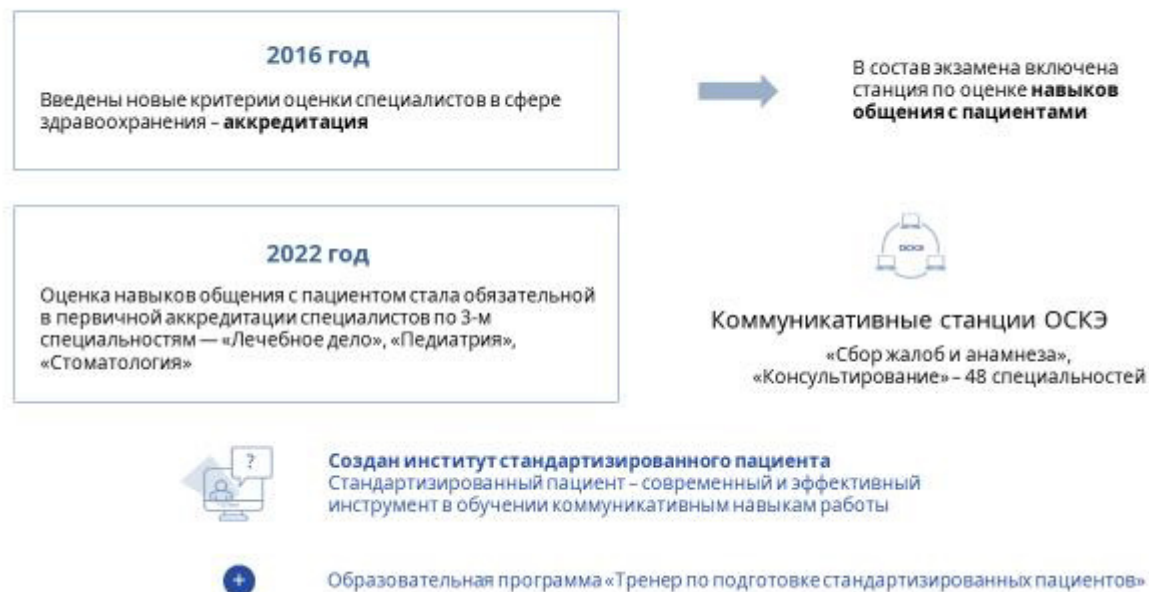 2016 год
Введены новые критерии оценки специалистов в сфере
здравоохранения – аккредитация
В состав экзамена включена
станция по оценке навыков
общения с пациентами
2022 год
Оценка навыков общения с пациентом стала обязательной
в первичной аккредитации специалистов по 3-м
специальностям — «Лечебное дело», «Педиатрия»,
«Стоматология»
ОСКЭ
Коммуникативные станции ОСКЭ
«Сбор жалоб и анамнеза»,
«Консультирование» – 48 специальностей
?
Создан институт стандартизированного пациента
Стандартизированный пациент – современный и эффективный
инструмент в обучении коммуникативным навыкам работы
+
Образовательная программа «Тренер по подготовке стандартизированных пациентов»